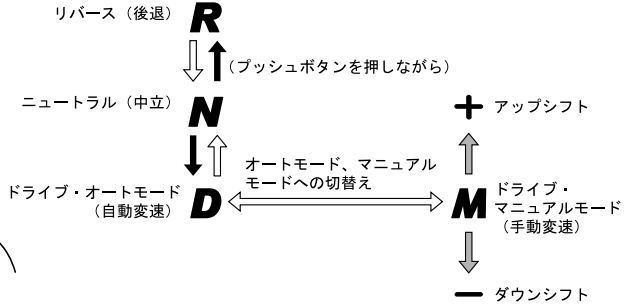 リバース（後退） R
（プッシュボタンを押しながら）
ニュートラル（中立） N
＋ アップシフト
オートモード、マニュアル
モードへの切替え
ドライブ・オートモード
（自動変速） D
M ドライブ・
マニュアルモード
（手動変速）
－ ダウンシフト